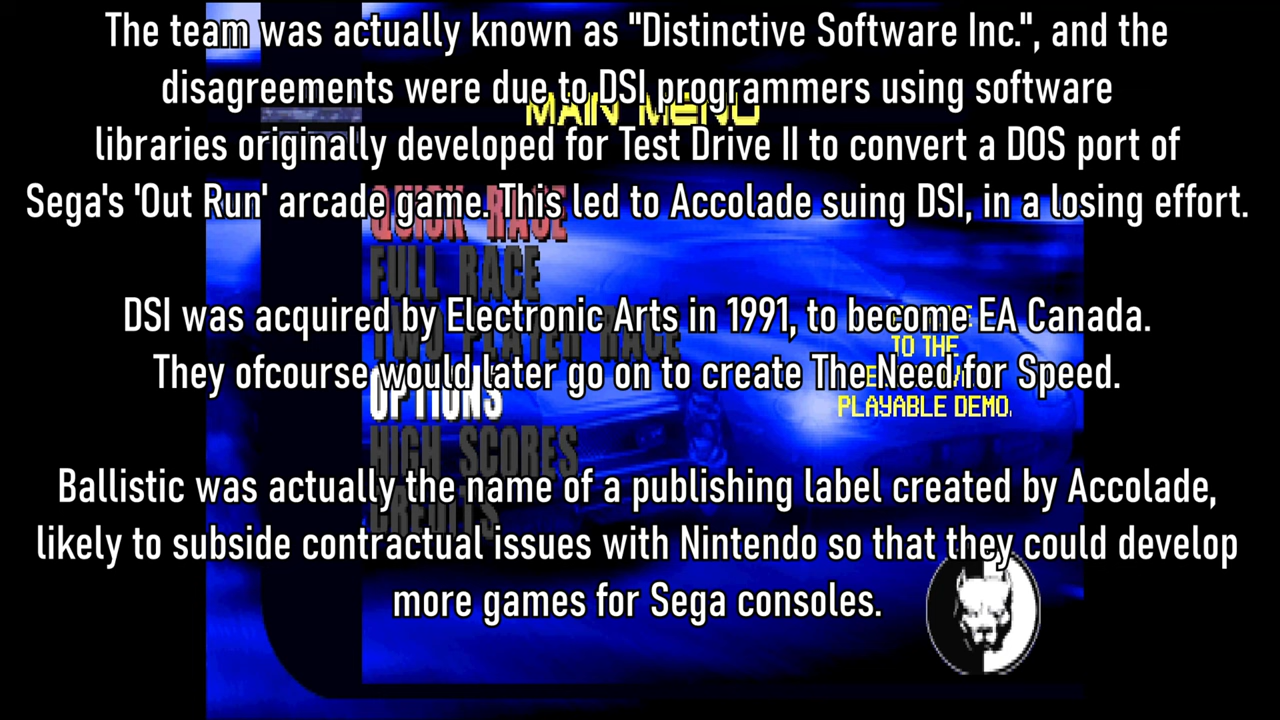 The team was actually known as "Distinctive Software Inc.", and the
disagreements were due to DSI programmers using software
MAIN MENU
libraries originally developed for Test Drive II to convert a DOS port of
Sega's 'Out Run' arcade game. This led to Accolade suing DSI, in a losing effort.
QUICK RACE
FULL RACE
DSI was acquired by Electronic Arts in 1991, to become EA Canada.
TWO PLAYER RACE
TO THE
They ofcourse would later go on to create The Need for Speed.
OPTIONS
PLAYABLE DEMO.
HIGH SCORES
Ballistic was actually the name of a publishing label created by Accolade,
CREDITS
likely to subside contractual issues with Nintendo so that they could develop
more games for Sega consoles.